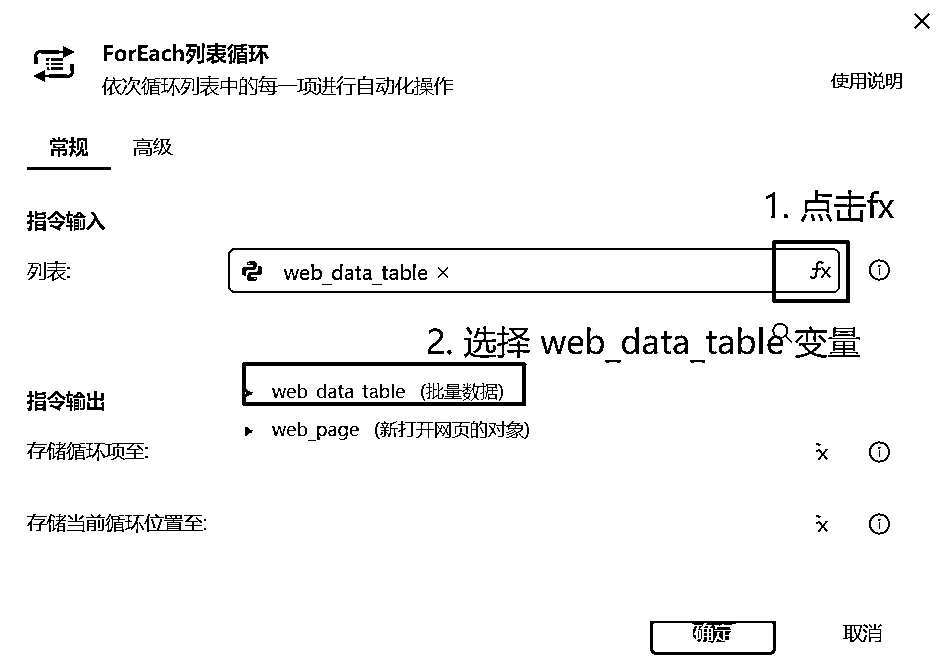 ForEach列表循环
依次循环列表中的每一项进行自动化操作
使用说明
常规 高级
1. 点击fx
指令输入
列表: web_data_table × fx
2. 选择 web_data_table 变量
web data table (批量数据)
指令输出
web_page (新打开网页的对象)
存储循环项至: x
存储当前循环位置至: x
确定 取消